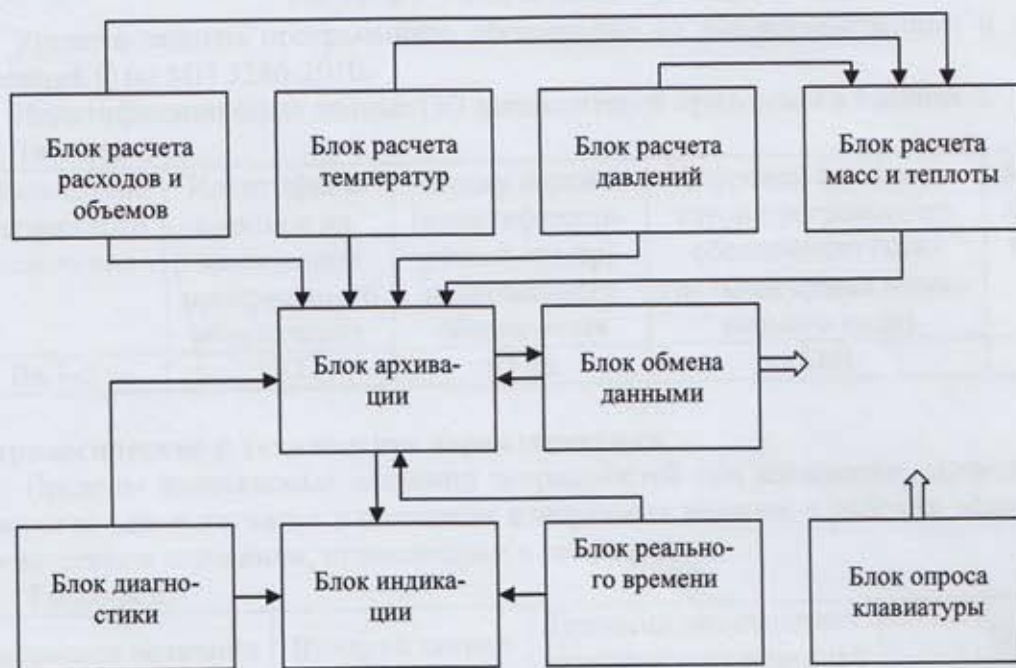 Блок расчета
расходов и
объемов
Блок расчета
температур
Блок расчета
давлений
Блок расчета
масс и теплоты
Блок архива-
ции
Блок обмена
данными
Блок диагно-
стики
Блок индика-
ции
Блок реально-
го времени
Блок опроса
клавиатуры